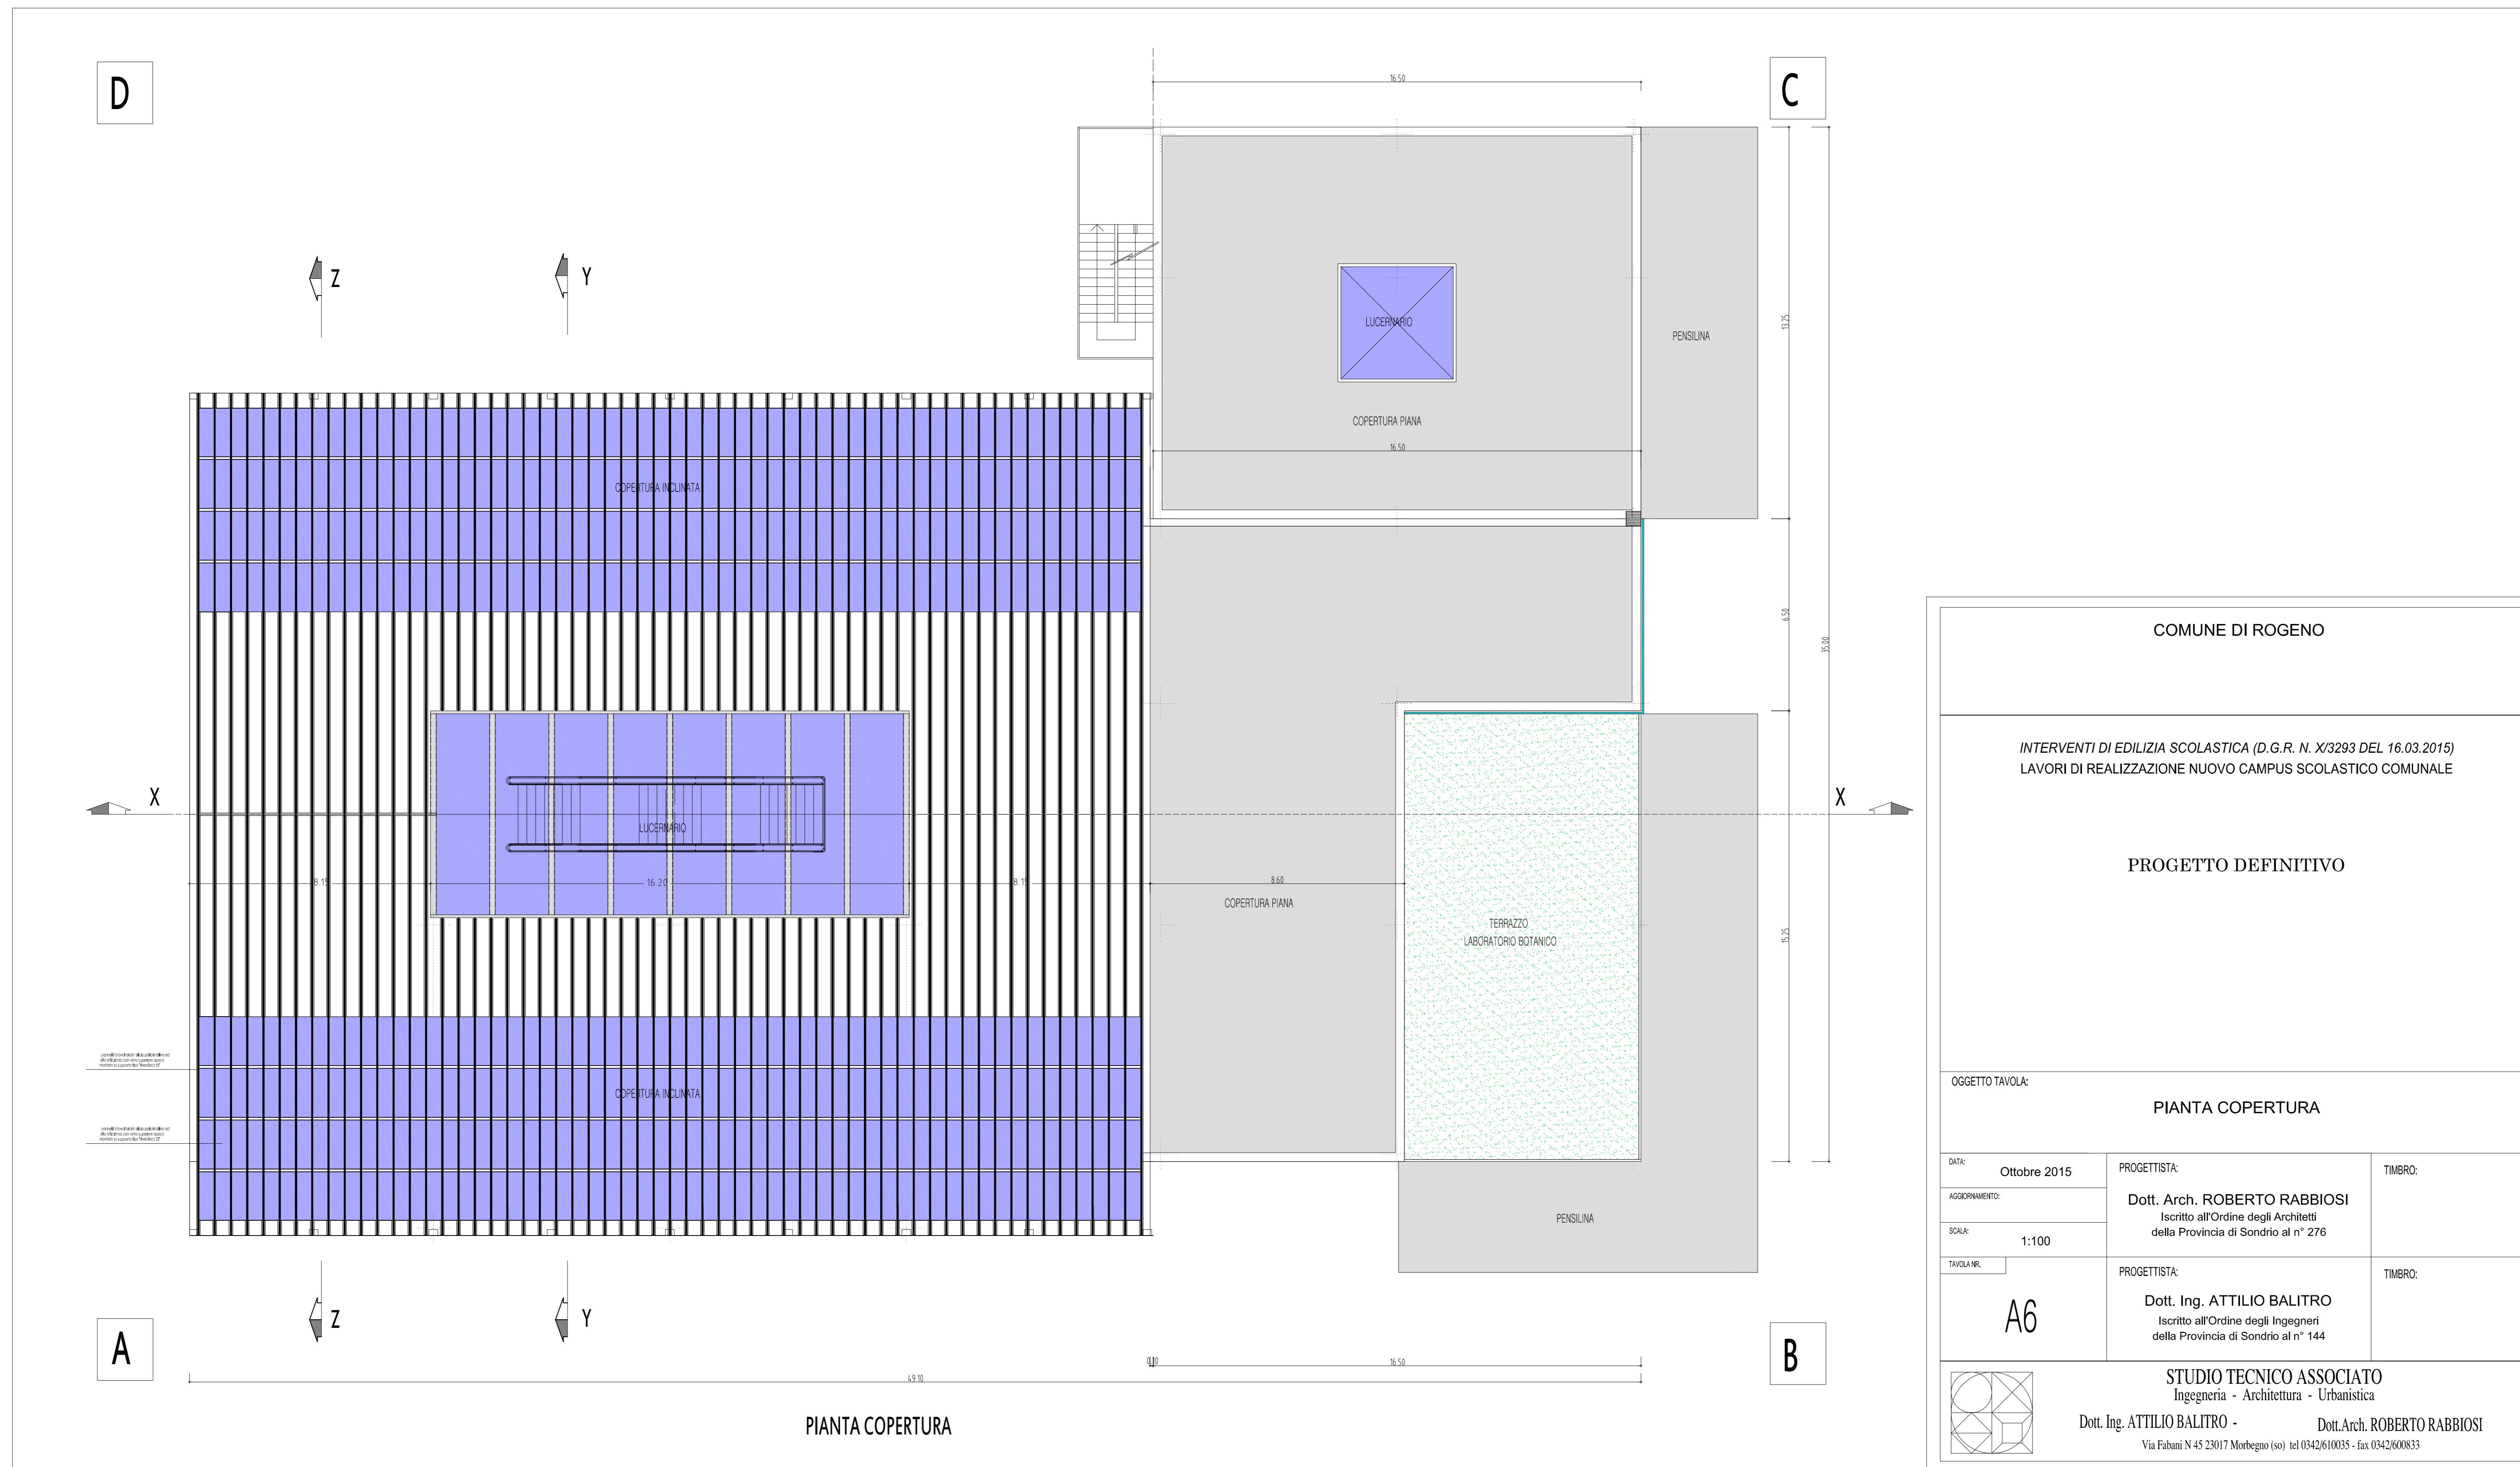 D
C
16.50
Z
Y
LUCERNARIO
PENSILINA
13.25
COPERTURA PIANA
16.50
COPERTURA INCLINATA
6.50
35.00
X
X
LUCERNARIO
8.15
16.20
8.15
8.60
COPERTURA PIANA
TERRAZZO
LABORATORIO BOTANICO
15.25
COPERTURA INCLINATA
PENSILINA
Z
Y
A
B
0.10
16.50
49.10
PIANTA COPERTURA
COMUNE DI ROGENO
INTERVENTI DI EDILIZIA SCOLASTICA (D.G.R. N. X/3293 DEL 16.03.2015)
LAVORI DI REALIZZAZIONE NUOVO CAMPUS SCOLASTICO COMUNALE
PROGETTO DEFINITIVO
OGGETTO TAVOLA:
PIANTA COPERTURA
DATA:
Ottobre 2015
AGGIORNAMENTO:
SCALA:
1:100
TAVOLA NR.
A6
PROGETTISTA:
Dott. Arch. ROBERTO RABBIOSI
Iscritto all'Ordine degli Architetti
della Provincia di Sondrio al n° 276
TIMBRO:
PROGETTISTA:
Dott. Ing. ATTILIO BALITRO
Iscritto all'Ordine degli Ingegneri
della Provincia di Sondrio al n° 144
TIMBRO:
STUDIO TECNICO ASSOCIATO
Ingegneria - Architettura - Urbanistica
Dott. Ing. ATTILIO BALITRO - Dott.Arch. ROBERTO RABBIOSI
Via Fabani N 45 23017 Morbegno (so) tel 0342/610035 - fax 0342/600833